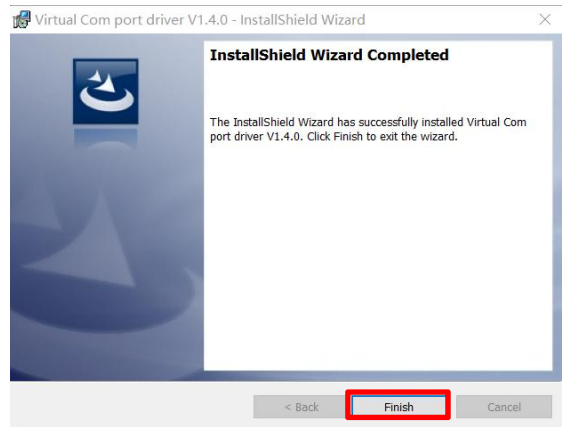 Virtual Com port driver V1.4.0 - InstallShield Wizard
InstallShield Wizard Completed
The InstallShield Wizard has successfully installed Virtual Com
port driver V1.4.0. Click Finish to exit the wizard.
< Back
Finish
Cancel